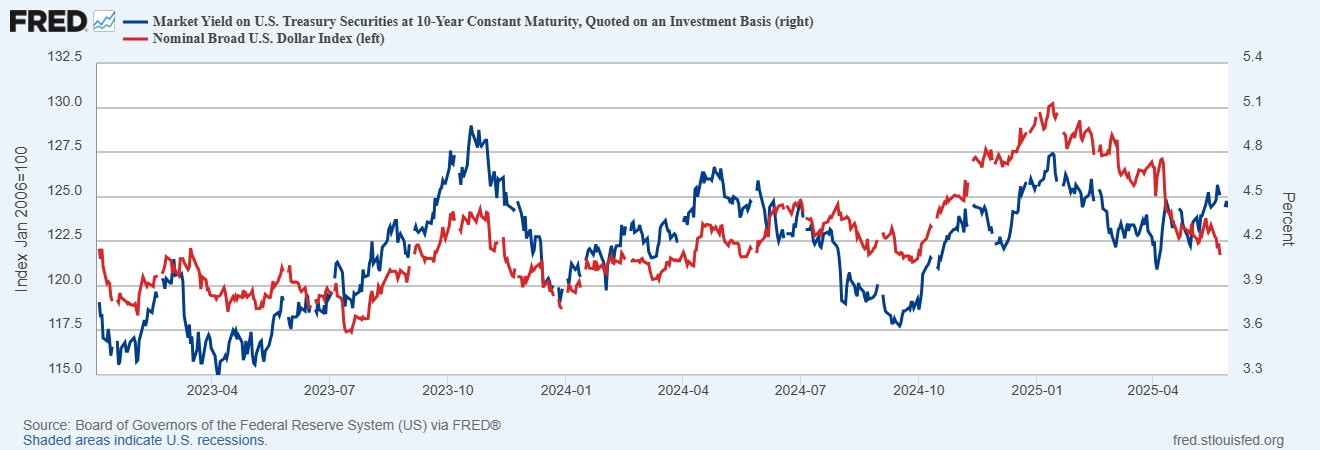 FRED®
Market Yield on U.S. Treasury Securities at 10-Year Constant Maturity, Quoted on an Investment Basis (right)
Nominal Broad U.S. Dollar Index (left)
132.5 5.4
130.0 5.1
127.5 4.8
125.0 4.5
122.5 4.2
120.0 3.9
117.5 3.6
115.0 3.3
Index Jan 2006=100
Percent
2023-04 2023-07 2023-10 2024-01 2024-04 2024-07 2024-10 2025-01 2025-04
Source: Board of Governors of the Federal Reserve System (US) via FRED®
Shaded areas indicate U.S. recessions.
fred.stlouisfed.org